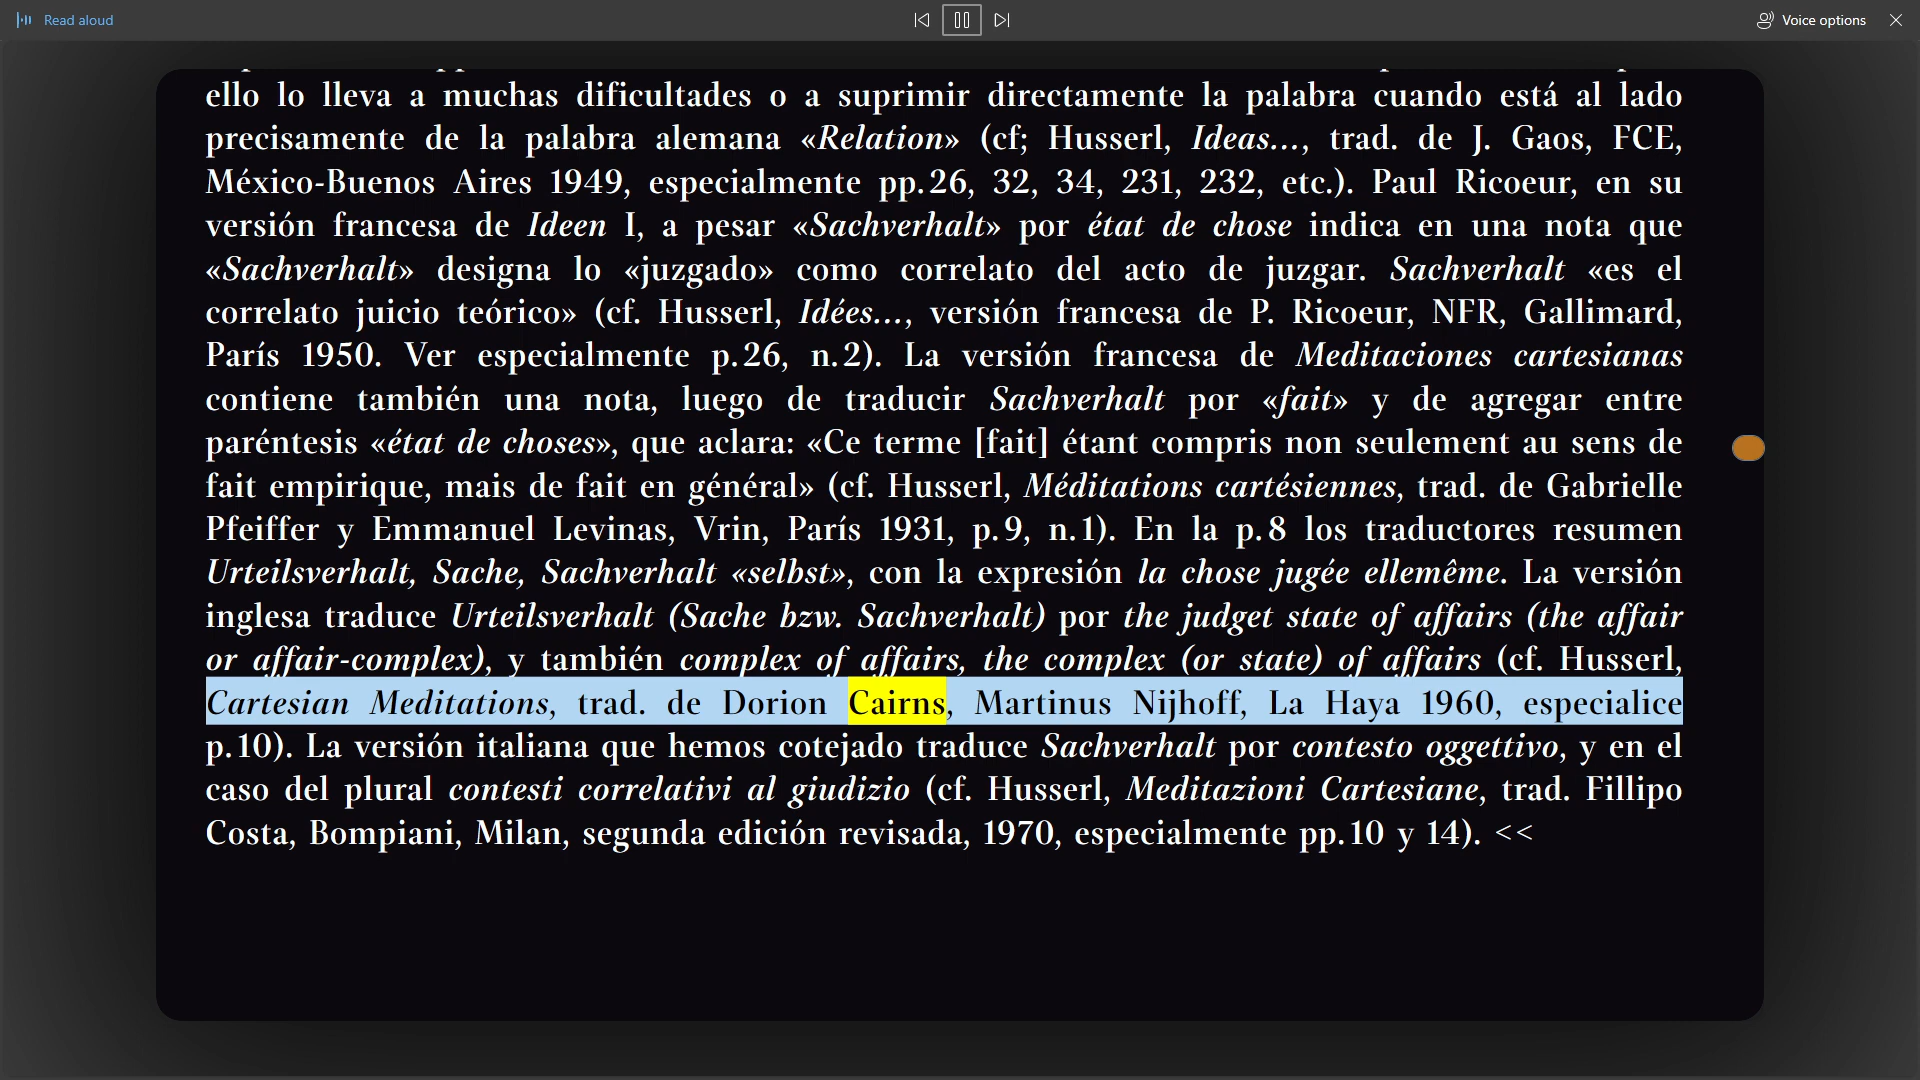 Read aloud
Voice options
ello lo lleva a muchas dificultades o a suprimir directamente la palabra cuando está al lado
precisamente de la palabra alemana «Relation» (cf; Husserl, Ideas..., trad. de J. Gaos, FCE,
México-Buenos Aires 1949, especialmente pp. 26, 32, 34, 231, 232, etc.). Paul Ricoeur, en su
versión francesa de Ideen I, a pesar «Sachverhalt» por état de chose indica en una nota que
«Sachverhalt» designa lo «juzgado» como correlato del acto de juzgar. Sachverhalt «es el
correlato juicio teórico» (cf. Husserl, Idées..., versión francesa de P. Ricoeur, NFR, Gallimard,
París 1950. Ver especialmente p. 26, n. 2). La versión francesa de Meditaciones cartesianas
contiene también una nota, luego de traducir Sachverhalt por «fait» y de agregar entre
paréntesis «état de choses», que aclara: «Ce terme [fait] étant compris non seulement au sens de
fait empirique, mais de fait en général» (cf. Husserl, Méditations cartésiennes, trad. de Gabrielle
Pfeiffer y Emmanuel Levinas, Vrin, París 1931, p. 9, n. 1). En la p. 8 los traductores resumen
Urteilsverhalt, Sache, Sachverhalt «selbst», con la expresión la chose jugée ellemême. La versión
inglesa traduce Urteilsverhalt (Sache bzw. Sachverhalt) por the judget state of affairs (the affair
or affair-complex), y también complex of affairs, the complex (or state) of affairs (cf. Husserl,
Cartesian Meditations, trad. de Dorion Cairns, Martinus Nijhoff, La Haya 1960, especialice
p. 10). La versión italiana que hemos cotejado traduce Sachverhalt por contesto oggettivo, y en el
caso del plural contesti correlativi al giudizio (cf. Husserl, Meditazioni Cartesiane, trad. Fillipo
Costa, Bompiani, Milan, segunda edición revisada, 1970, especialmente pp. 10 y 14). <<